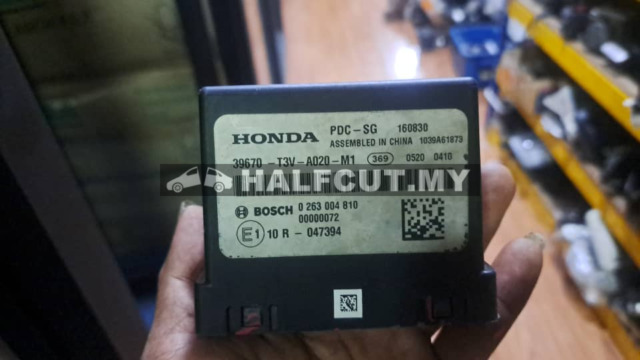 HONDA PDC-SG 160830
ASSEMBLED IN CHINA 1039A61873
39670-T3V-A020-M1 369 0520 0410
HALFCUT.MY
BOSCH 0 263 004 810
00000072
E1 10 R - 047394